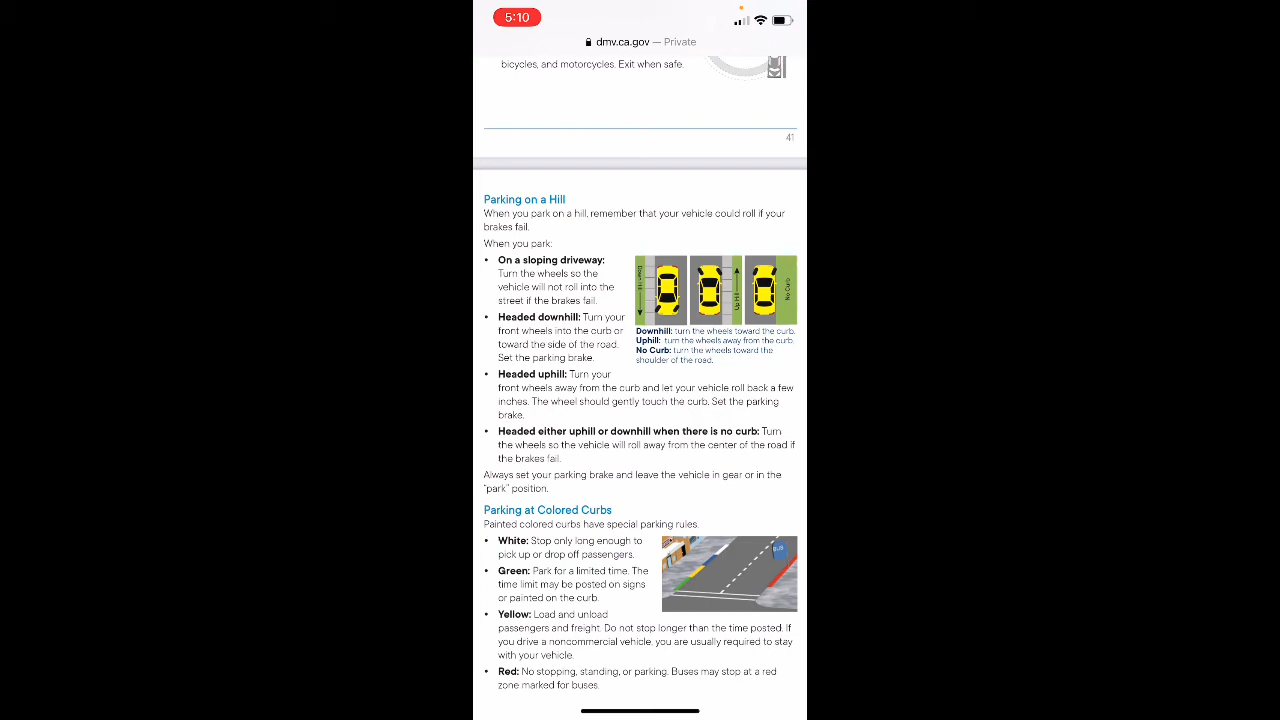 5:10
dmv.ca.gov — Private
bicycles, and motorcycles. Exit when safe.
41
Parking on a Hill
When you park on a hill, remember that your vehicle could roll if your
brakes fail.
When you park:
• On a sloping driveway:
Turn the wheels so the
vehicle will not roll into the
street if the brakes fail.
• Headed downhill: Turn your
front wheels into the curb or
toward the side of the road.
Set the parking brake.
Down Hill
Up Hill
No Curb
Downhill: turn the wheels toward the curb.
Uphill: turn the wheels away from the curb.
No Curb: turn the wheels toward the
shoulder of the road.
• Headed uphill: Turn your
front wheels away from the curb and let your vehicle roll back a few
inches. The wheel should gently touch the curb. Set the parking
brake.
• Headed either uphill or downhill when there is no curb: Turn
the wheels so the vehicle will roll away from the center of the road if
the brakes fail.
Always set your parking brake and leave the vehicle in gear or in the
“park” position.
Parking at Colored Curbs
Painted colored curbs have special parking rules.
• White: Stop only long enough to
pick up or drop off passengers.
• Green: Park for a limited time. The
time limit may be posted on signs
or painted on the curb.
BUS
• Yellow: Load and unload
passengers and freight. Do not stop longer than the time posted. If
you drive a noncommercial vehicle, you are usually required to stay
with your vehicle.
• Red: No stopping, standing, or parking. Buses may stop at a red
zone marked for buses.